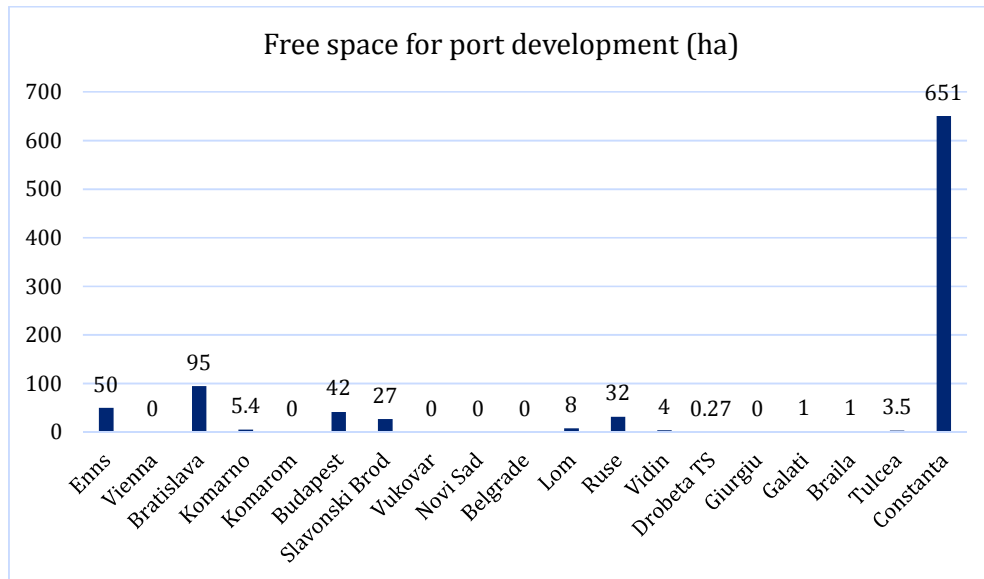 Free space for port development (ha)
700
600
500
400
300
200
100
0
50
0
95
5.4
0
42
27
0
0
0
8
32
4
0.27
0
1
1
3.5
651
Enns
Vienna
Bratislava
Komarno
Komarom
Budapest
Slavonski Brod
Vukovar
Novi Sad
Belgrade
Lom
Ruse
Vidin
Drobeta TS
Giurgiu
Galati
Braila
Tulcea
Constanta